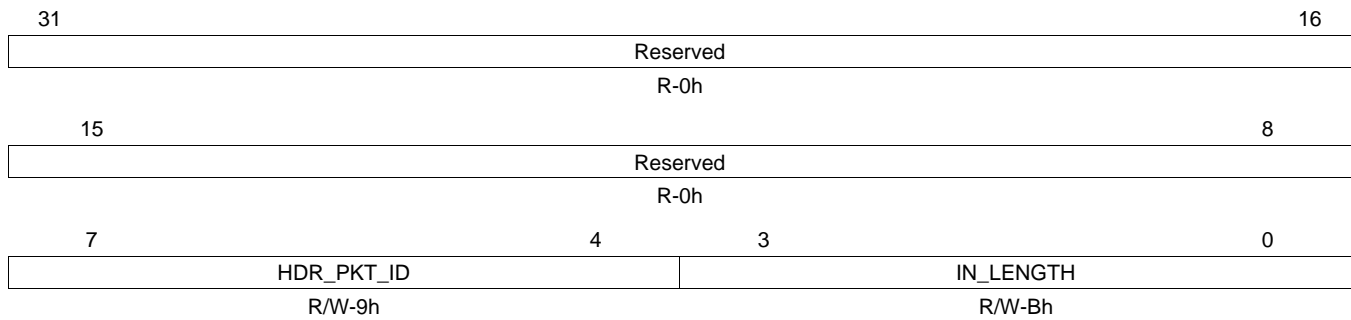 31 16
Reserved
R-0h
15 8
Reserved
R-0h
7 4 3 0
HDR_PKT_ID IN_LENGTH
R/W-9h R/W-Bh